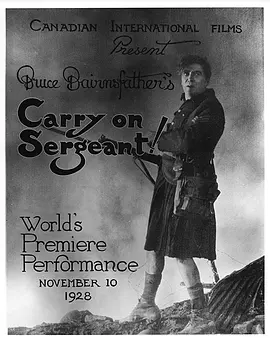 CANADIAN INTERNATIONAL FILMS
Present
Bruce Bairnsfather's
Carry on
Sergeant!
World's
Premiere
Performance
NOVEMBER 10
1928